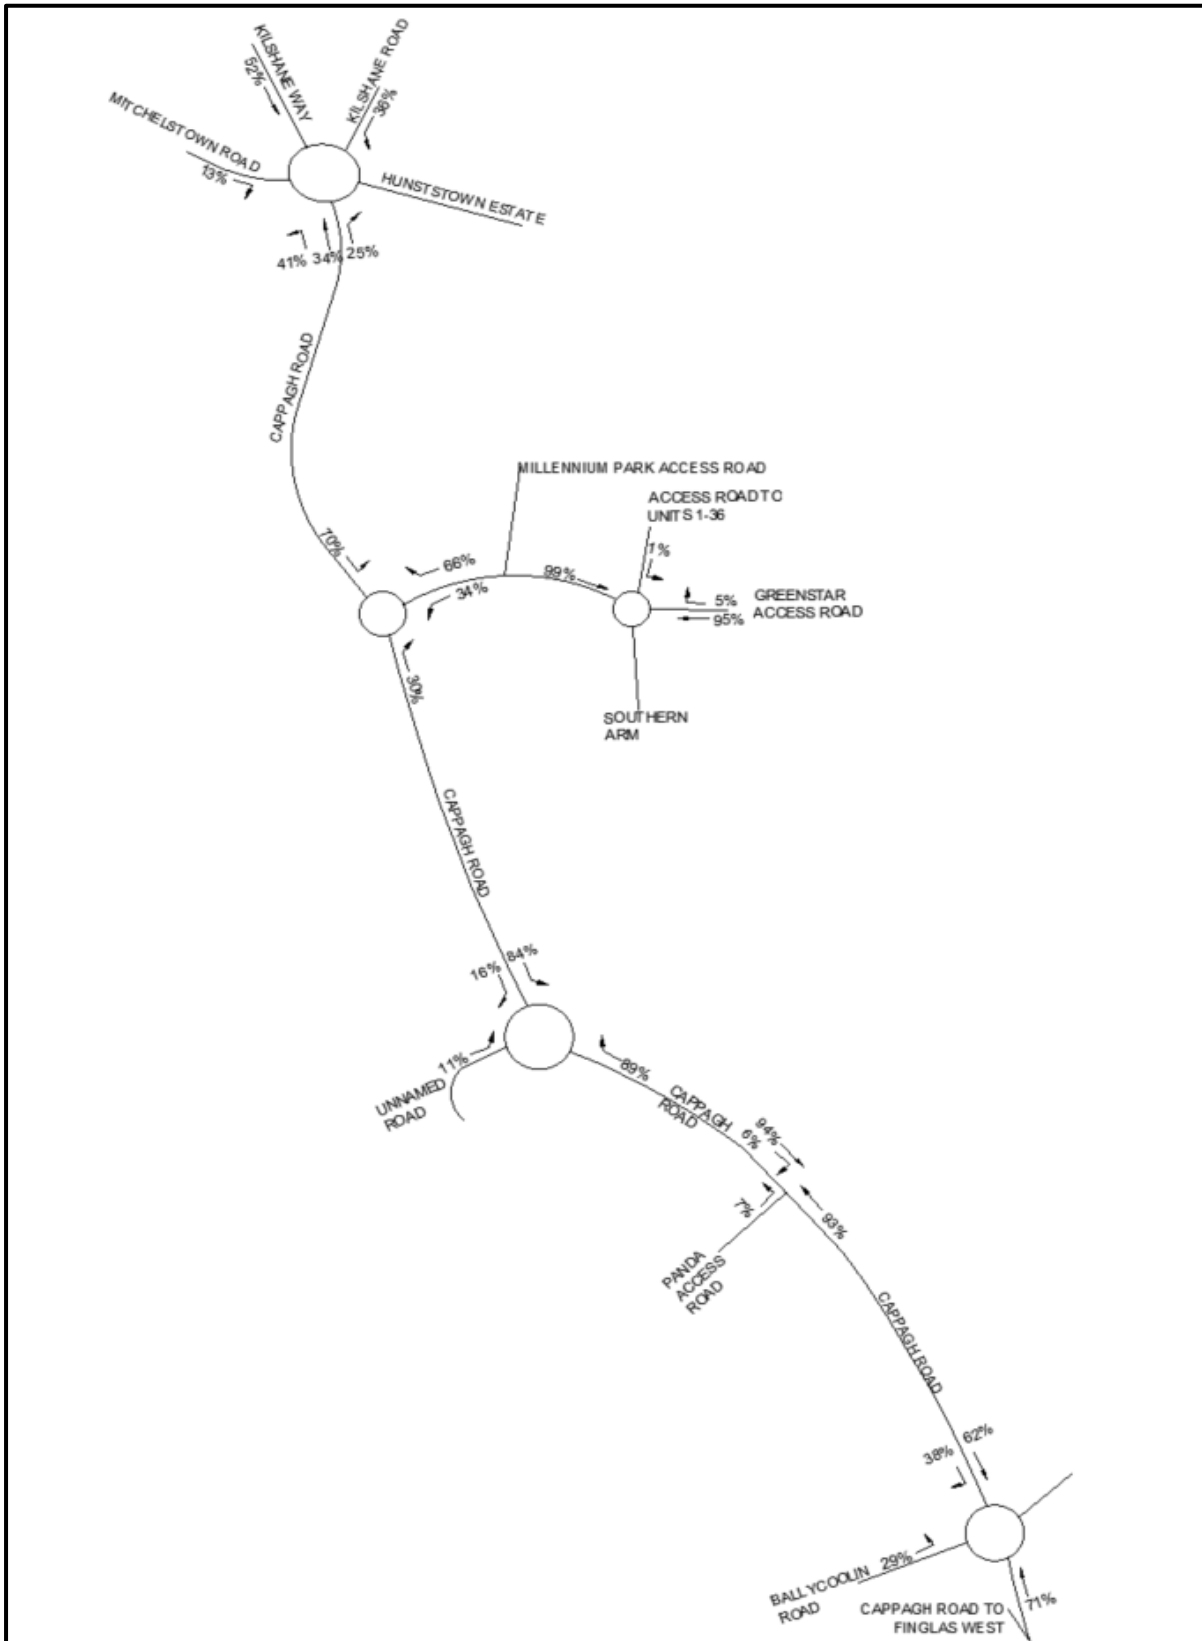 KILSHANE WAY
52%
KILSHANE ROAD
36%
MITCHELSTOWN ROAD
13%
HUNSTSTOWN ESTATE
41% 34% 25%
CAPPAGH ROAD
MILLENNIUM PARK ACCESS ROAD
ACCESS ROAD TO
UNITS 1-36
1%
70%
66%
34%
99%
5%
95%
GREENSTAR
ACCESS ROAD
30%
SOUTHERN
ARM
CAPPAGH ROAD
16%
84%
11%
UNNAMED
ROAD
89%
CAPPAGH
ROAD
94%
6%
7%
93%
PANDA
ACCESS
ROAD
CAPPAGH ROAD
62%
38%
29%
BALLYCOOLIN
ROAD
71%
CAPPAGH ROAD TO
FINGLAS WEST